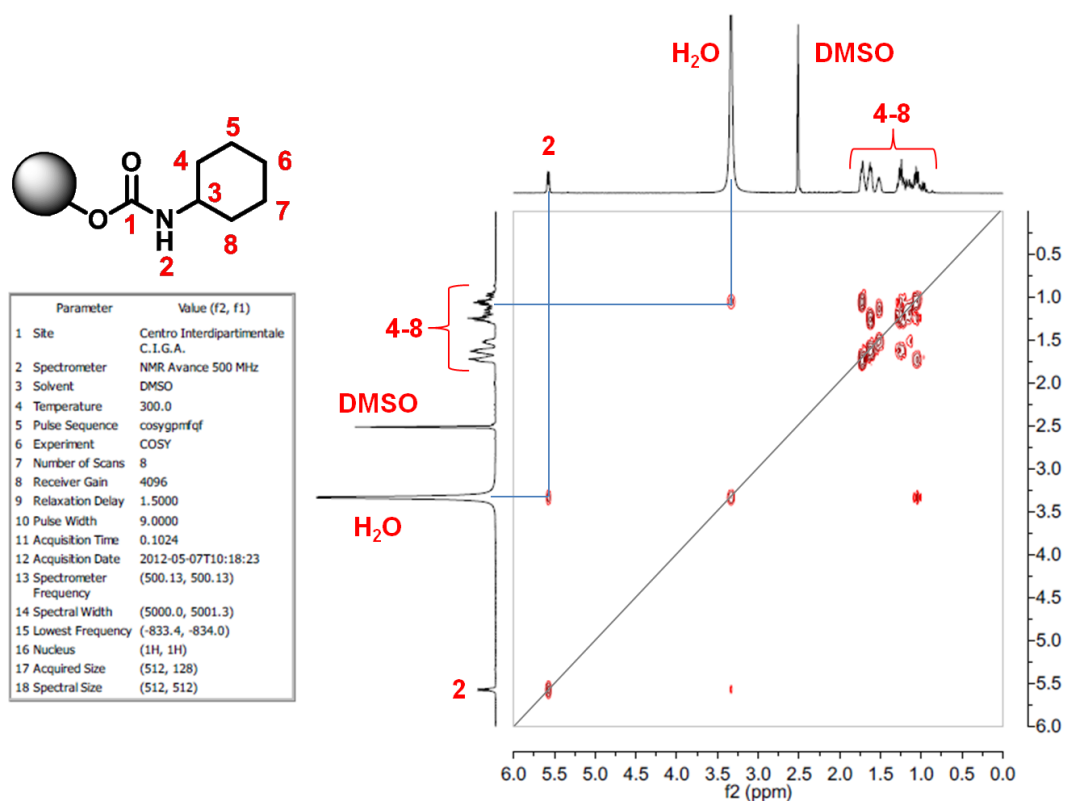 H2O
DMSO
4-8
2
5
O
4
6
3
O
1
N
H
7
8
2
Parameter Value (f2, f1)
1 Site Centro Interdipartimentale
C.I.G.A.
2 Spectrometer NMR Avance 500 MHz
3 Solvent DMSO
4 Temperature 300.0
5 Pulse Sequence cosygpmfqf
6 Experiment COSY
7 Number of Scans 8
8 Receiver Gain 4096
9 Relaxation Delay 1.5000
10 Pulse Width 9.0000
11 Acquisition Time 0.1024
12 Acquisition Date 2012-05-07T10:18:23
13 Spectrometer (500.13, 500.13)
Frequency
14 Spectral Width (5000.0, 5001.3)
15 Lowest Frequency (-833.4, -834.0)
16 Nucleus (1H, 1H)
17 Acquired Size (512, 128)
18 Spectral Size (512, 512)
4-8
DMSO
H2O
2
0.5
1.0
1.5
2.0
2.5
3.0
3.5
4.0
4.5
5.0
5.5
6.0
6.0 5.5 5.0 4.5 4.0 3.5 3.0 2.5 2.0 1.5 1.0 0.5 0.0
f2 (ppm)